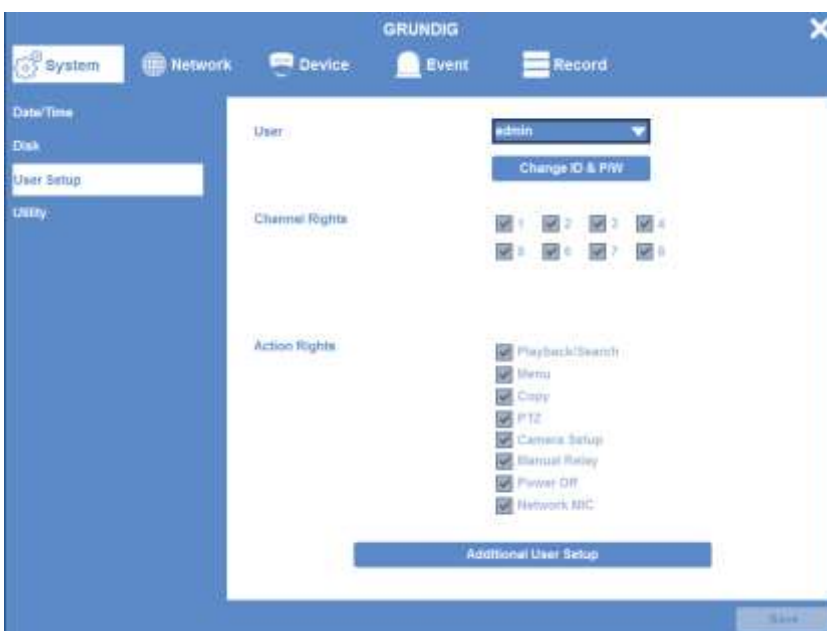 GRUNDIG
System Network Device Event Record
Date/Time
Disk
User Setup
Utility
User
admin
Change ID & P/W
Channel Rights
1 2 3 4
5 6 7 8
Action Rights
Playback/Search
Menu
Copy
PTZ
Camera Setup
Manual Relay
Power Off
Network MIC
Additional User Setup
Save